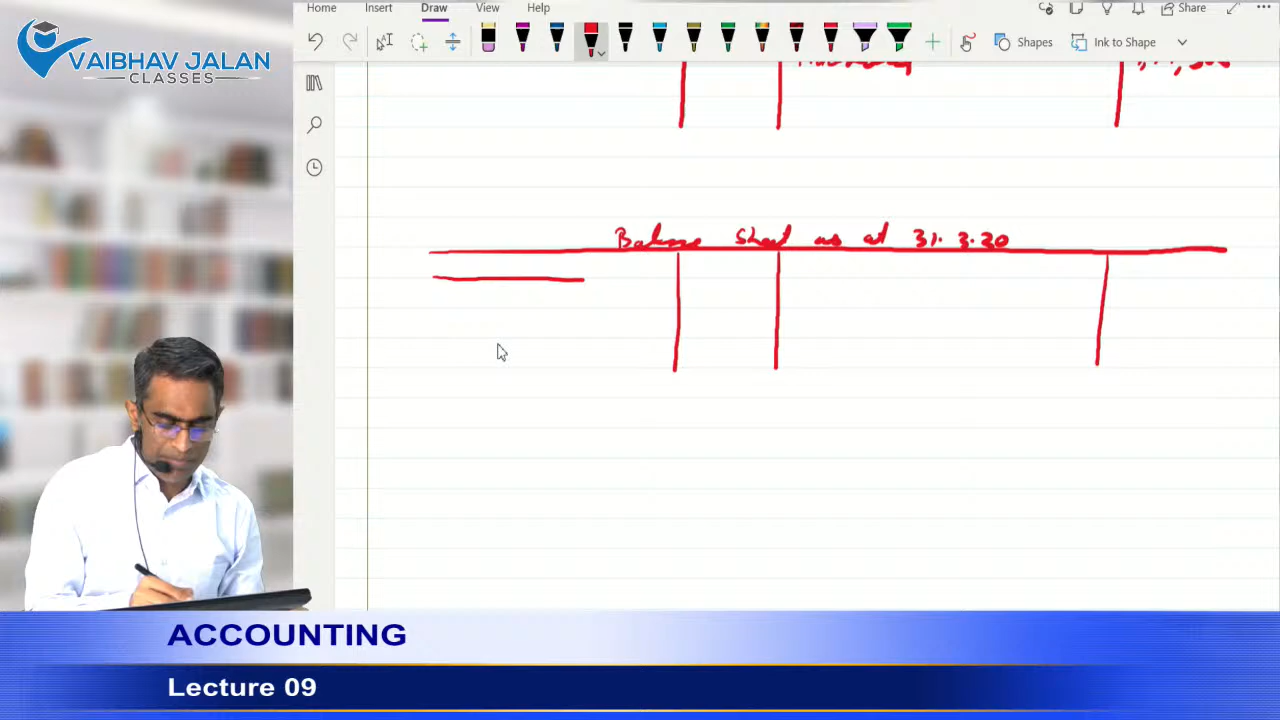 Home Insert Draw View Help Share
VAIBHAV JALAN
CLASSES
Shapes Ink to Shape
Balance Sheet as at 31.3.20
ACCOUNTING
Lecture 09